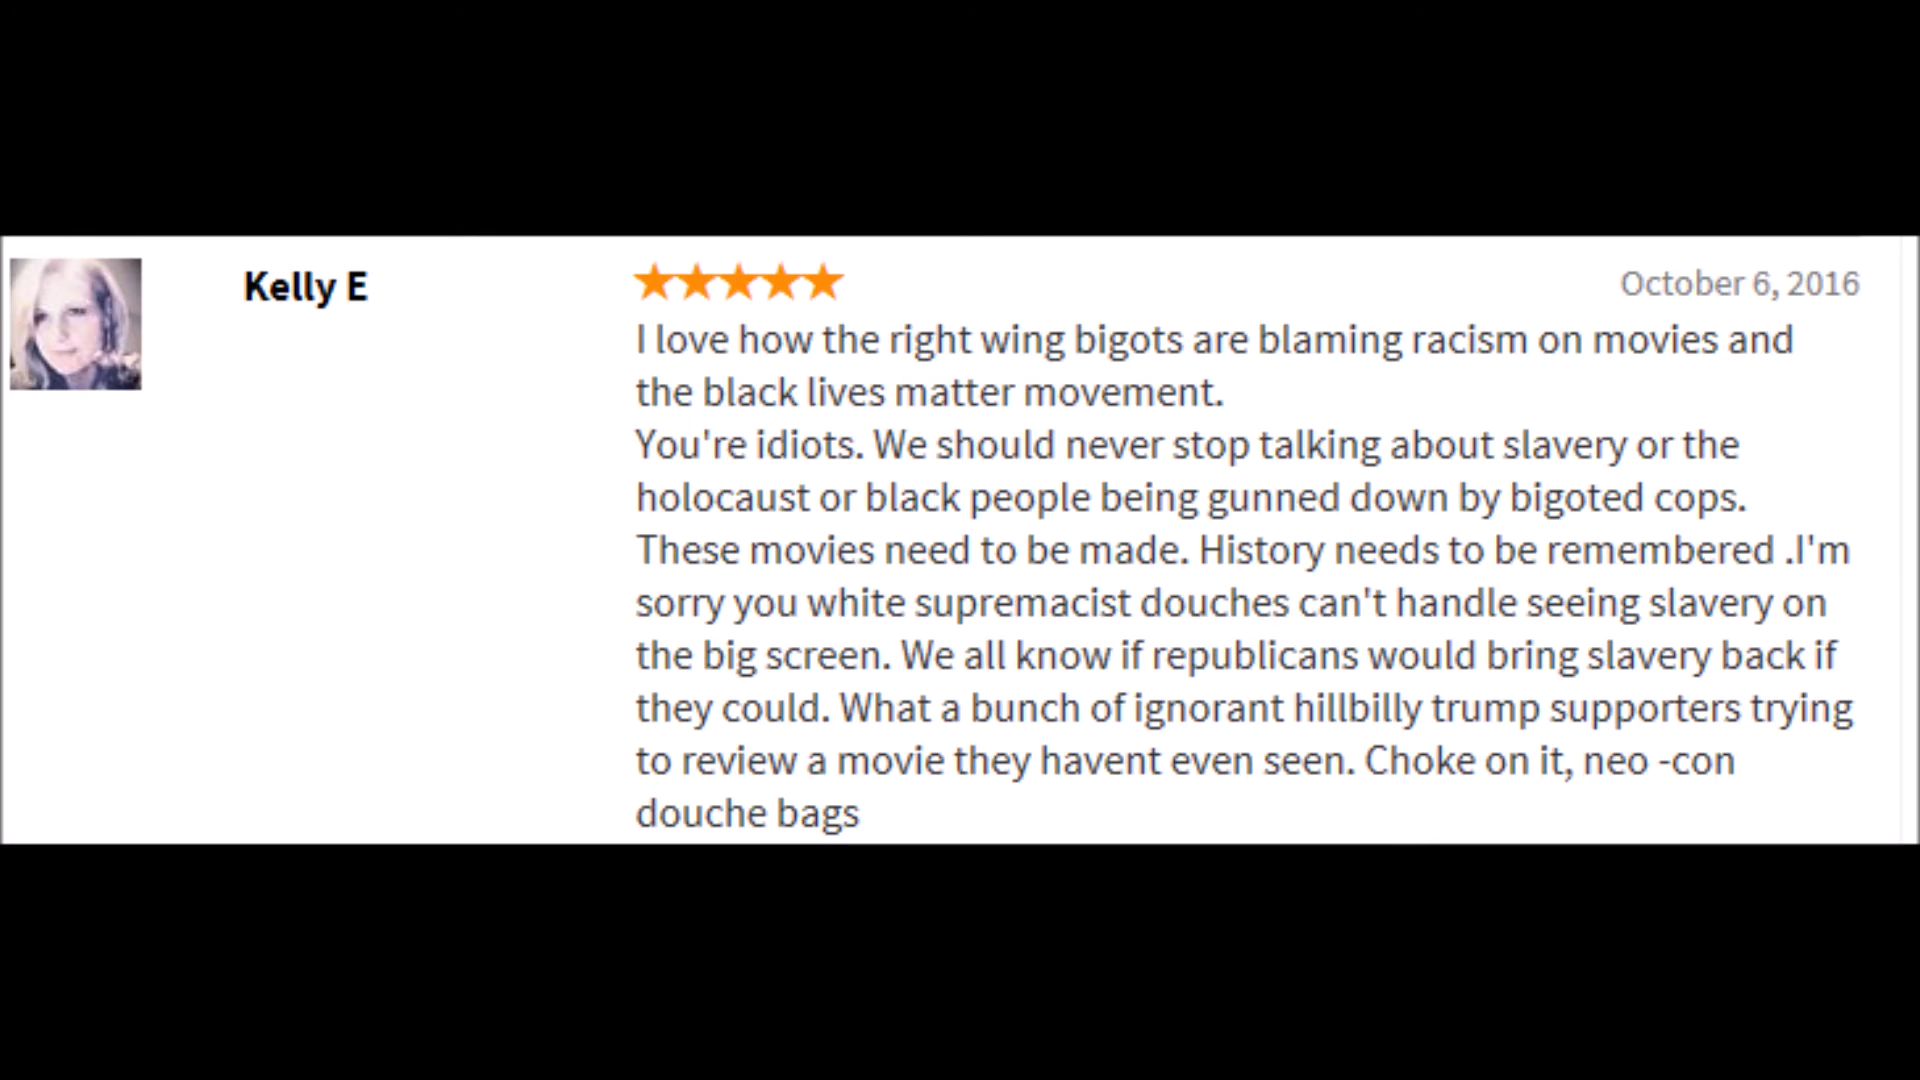 Kelly E
October 6, 2016
I love how the right wing bigots are blaming racism on movies and
the black lives matter movement.
You're idiots. We should never stop talking about slavery or the
holocaust or black people being gunned down by bigoted cops.
These movies need to be made. History needs to be remembered .I'm
sorry you white supremacist douches can't handle seeing slavery on
the big screen. We all know if republicans would bring slavery back if
they could. What a bunch of ignorant hillbilly trump supporters trying
to review a movie they havent even seen. Choke on it, neo -con
douche bags